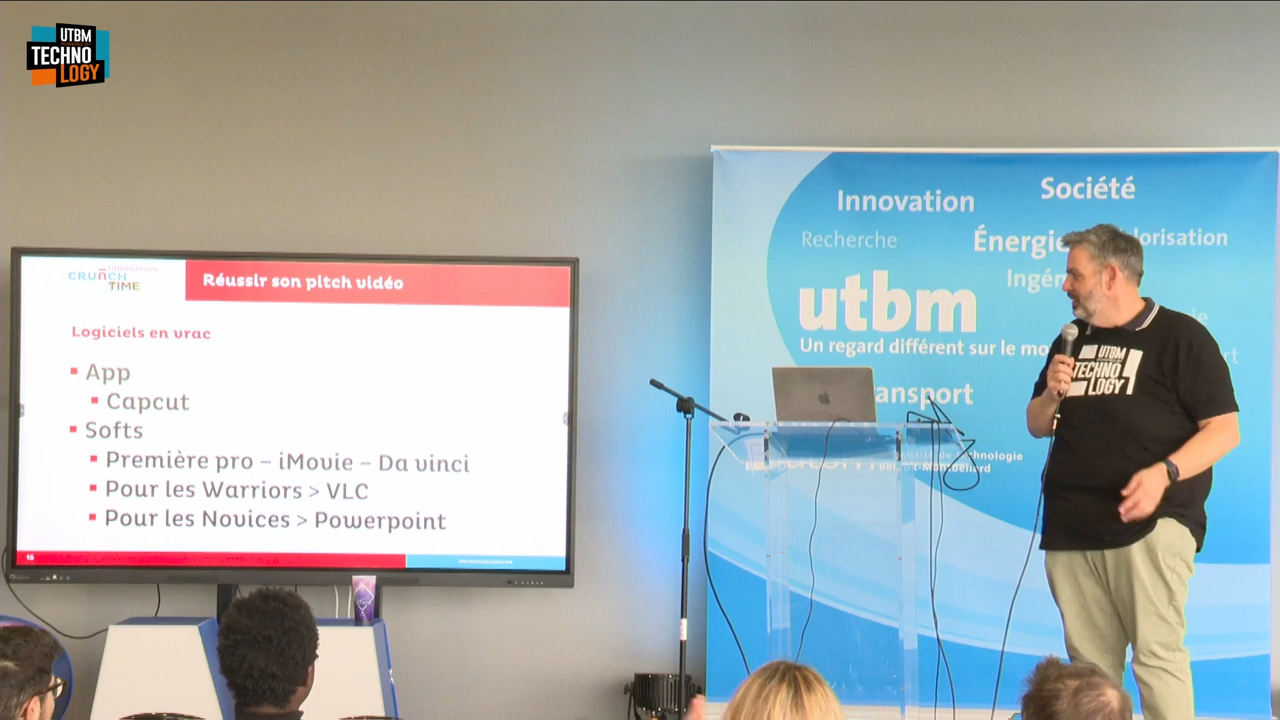 UTBM
TECHNO
LOGY
INNOVATION
CRUNCH
TIME
Réussir son pitch vidéo
Logiciels en vrac
App
Capcut
Softs
Première pro – iMovie – Da vinci
Pour les Warriors > VLC
Pour les Novices > Powerpoint
15
Innovation
Société
Recherche
Énergie
lorisation
Ingén
utbm
Un regard différent sur le mo
ansport
UTBM
TECHNO
LOGY